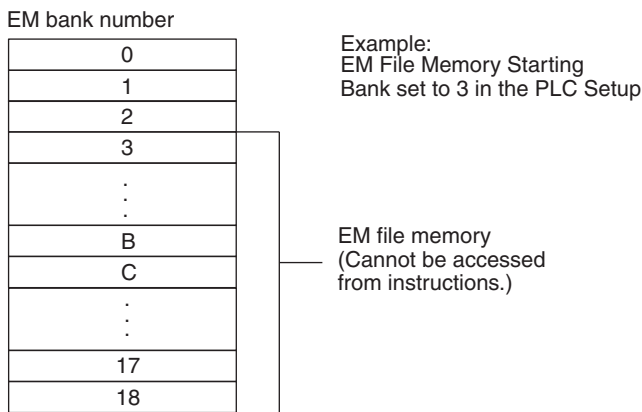 EM bank number
0
1
2
3
.
.
.
B
C
.
.
.
17
18
Example:
EM File Memory Starting
Bank set to 3 in the PLC Setup
EM file memory
(Cannot be accessed
from instructions.)